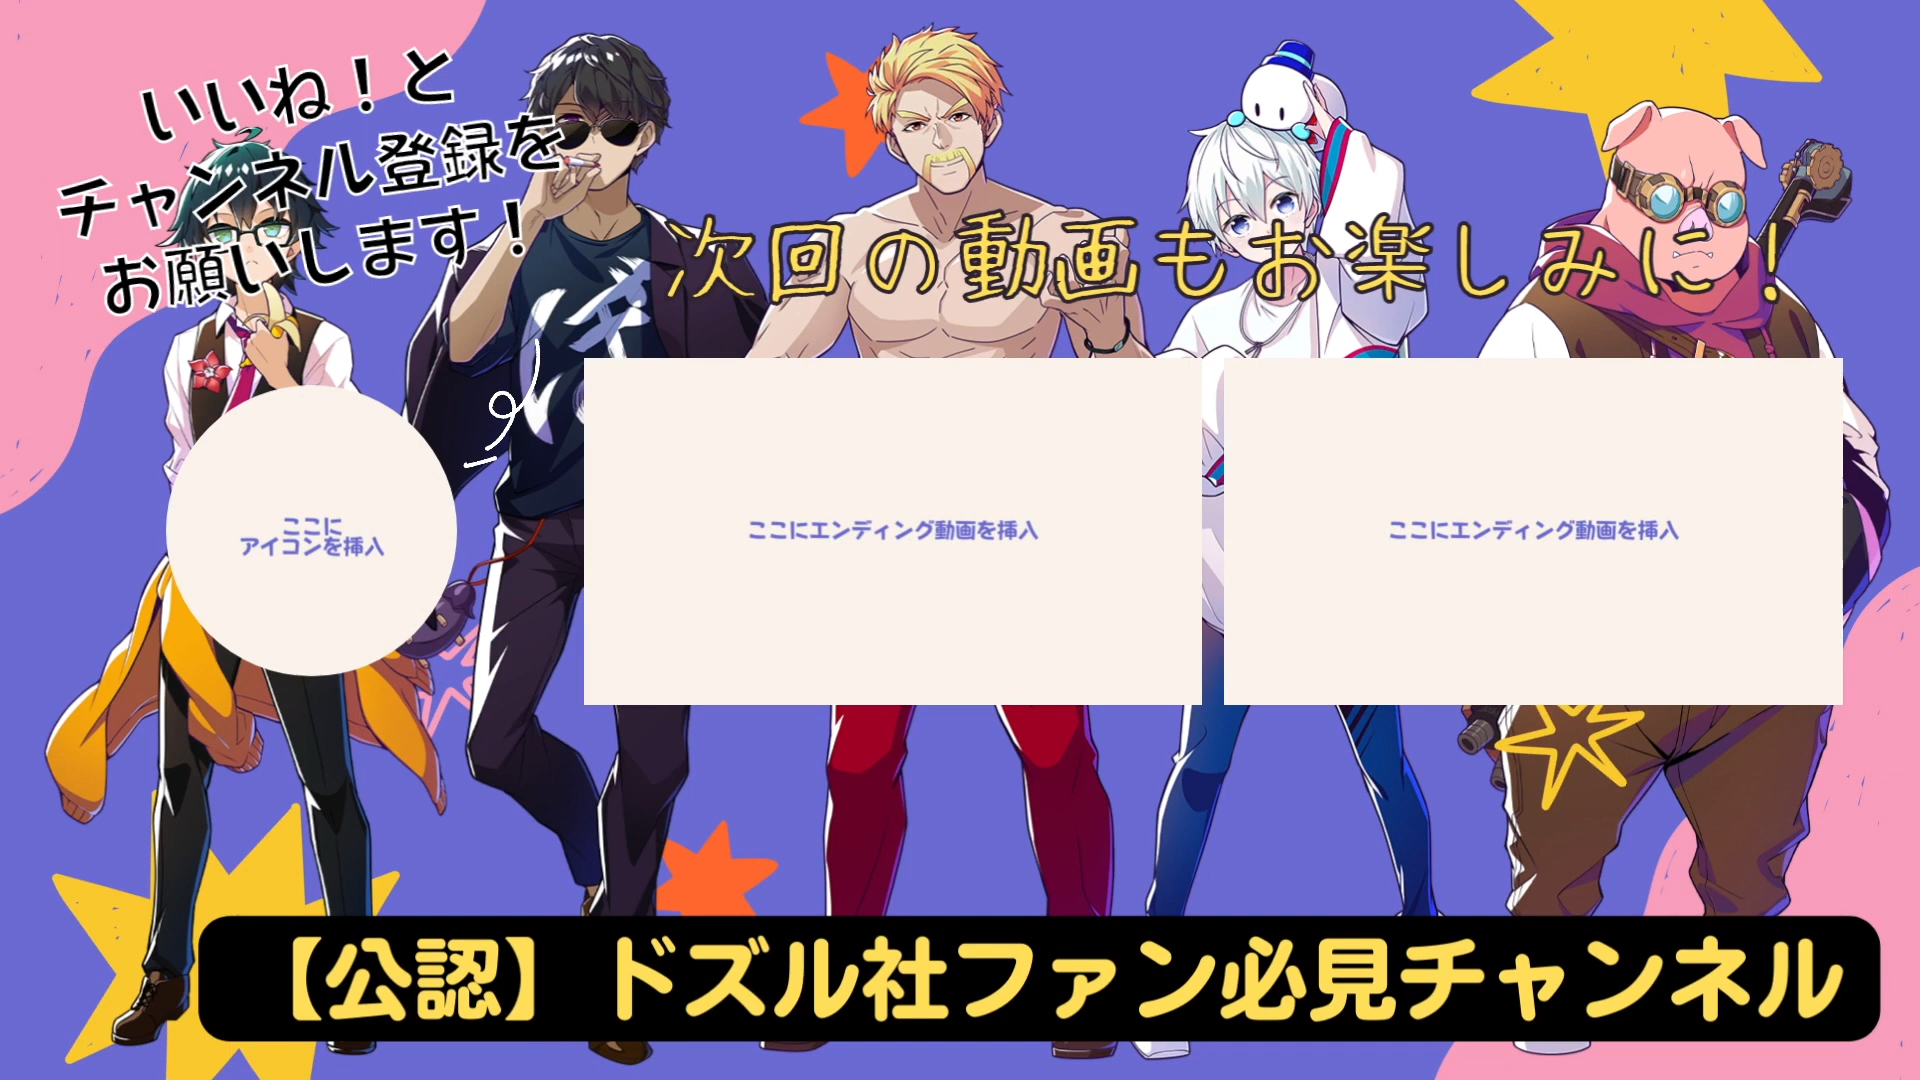 いいね！と
チャンネル登録を
お願いします！
次回の動画もお楽しみに！
ここに
アイコンを挿入
ここにエンディング動画を挿入
ここにエンディング動画を挿入
【公認】ドズル社ファン必見チャンネル